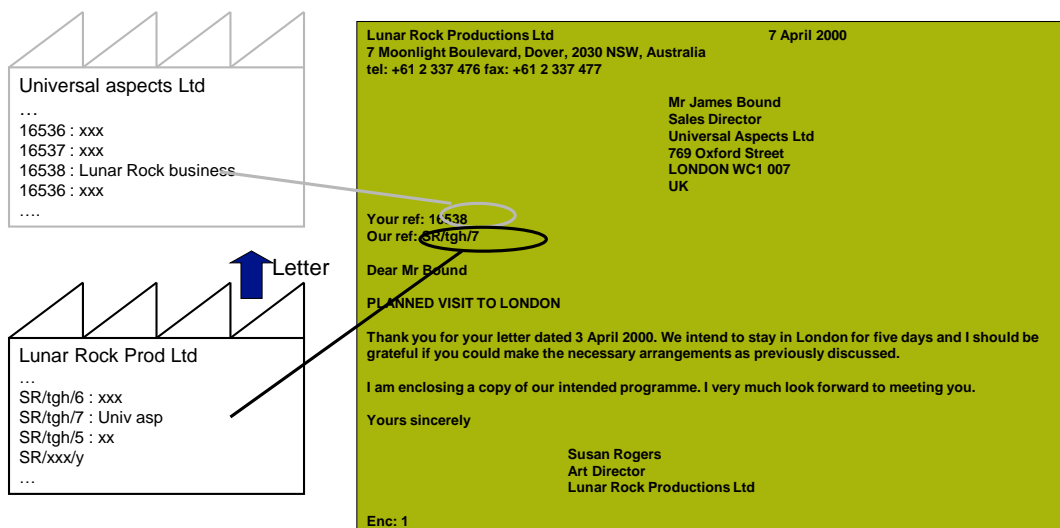 Universal aspects Ltd
…
16536 : xxx
16537 : xxx
16538 : Lunar Rock business
16536 : xxx
….
Letter
Lunar Rock Prod Ltd
…
SR/tgh/6 : xxx
SR/tgh/7 : Univ asp
SR/tgh/5 : xx
SR/xxx/y
…
Lunar Rock Productions Ltd 7 April 2000
7 Moonlight Boulevard, Dover, 2030 NSW, Australia
tel: +61 2 337 476 fax: +61 2 337 477
Mr James Bound
Sales Director
Universal Aspects Ltd
769 Oxford Street
LONDON WC1 007
UK
Your ref: 16538
Our ref: SR/tgh/7
Dear Mr Bound
PLANNED VISIT TO LONDON
Thank you for your letter dated 3 April 2000. We intend to stay in London for five days and I should be
grateful if you could make the necessary arrangements as previously discussed.
I am enclosing a copy of our intended programme. I very much look forward to meeting you.
Yours sincerely
Susan Rogers
Art Director
Lunar Rock Productions Ltd
Enc: 1